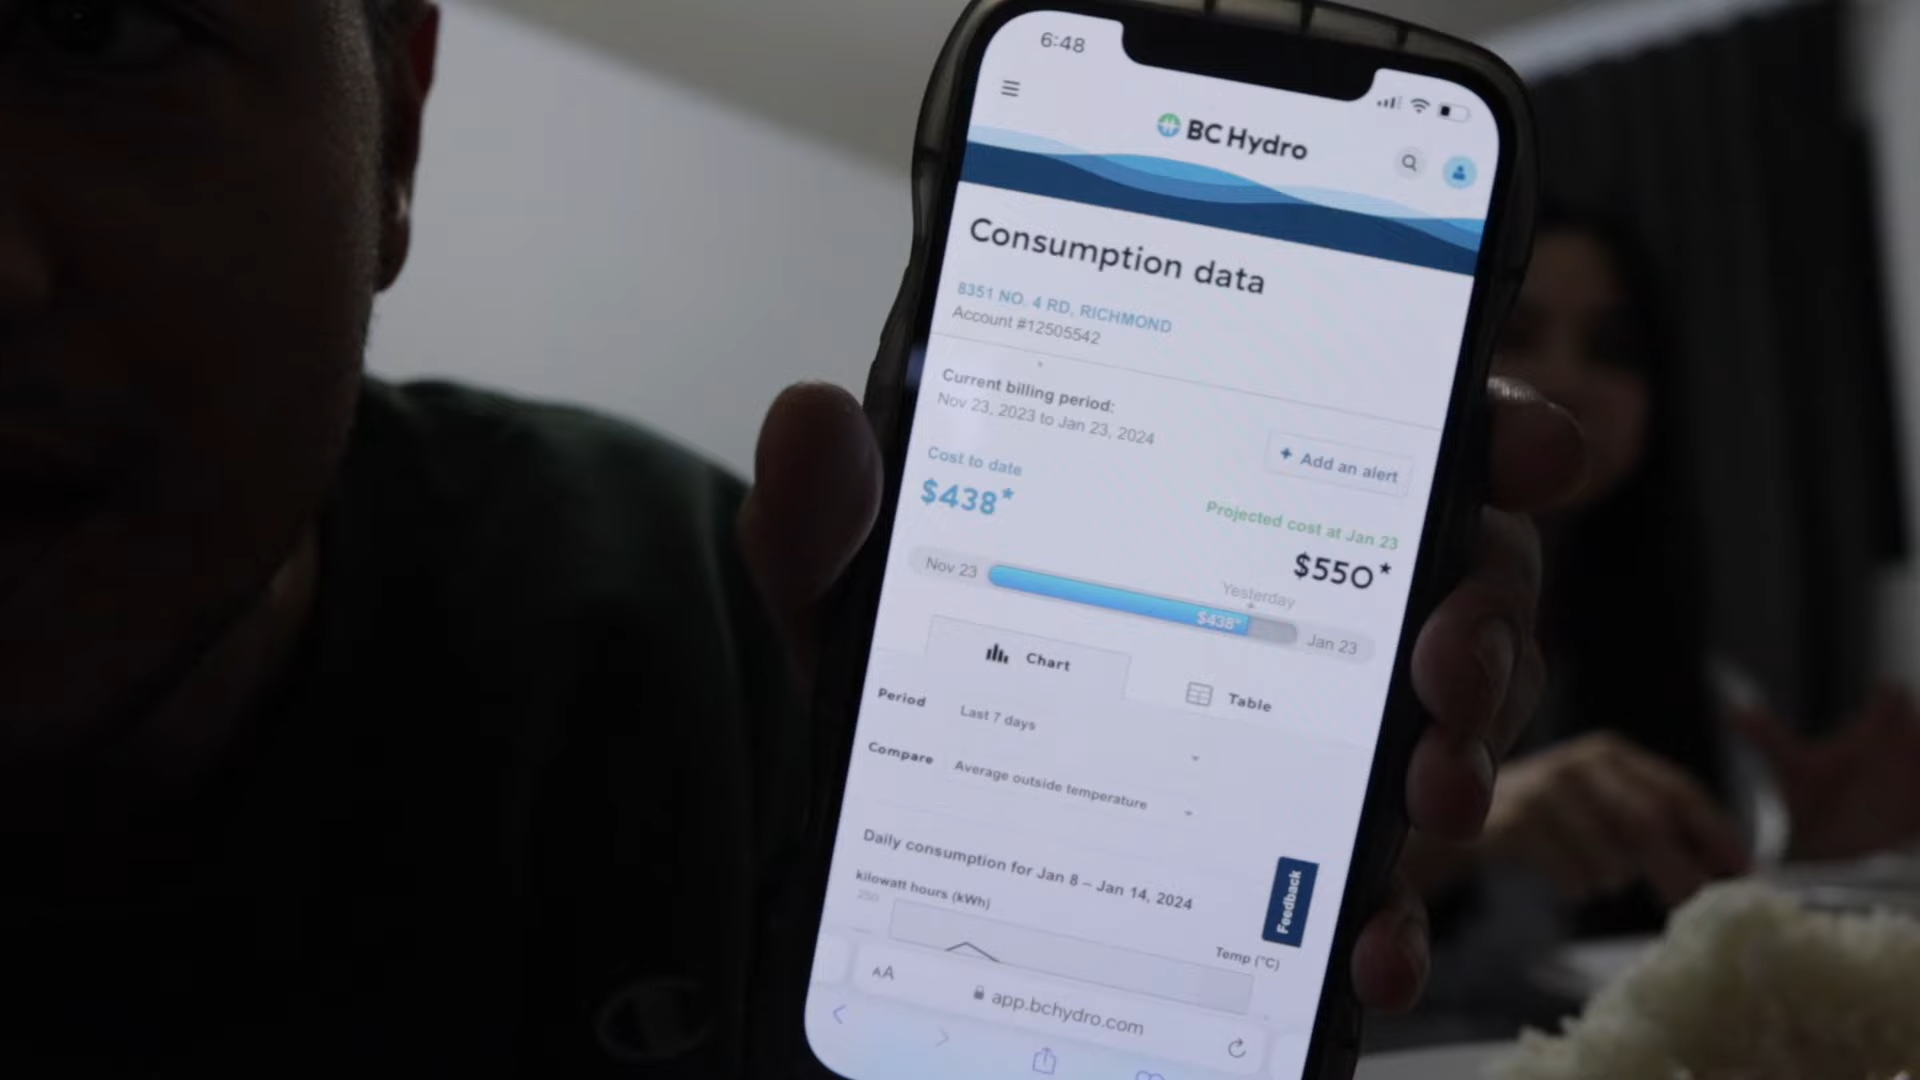 6:48
BC Hydro
Consumption data
8351 NO. 4 RD, RICHMOND
Account #12505542
Current billing period:
Nov 23, 2023 to Jan 23, 2024
+ Add an alert
Cost to date
$438*
Projected cost at Jan 23
$550*
Yesterday
Nov 23
$438*
Jan 23
Chart
Table
Period
Last 7 days
Compare
Average outside temperature
Daily consumption for Jan 8 – Jan 14, 2024
kilowatt hours (kWh)
250
Temp (°C)
Feedback
AA
app.bchydro.com